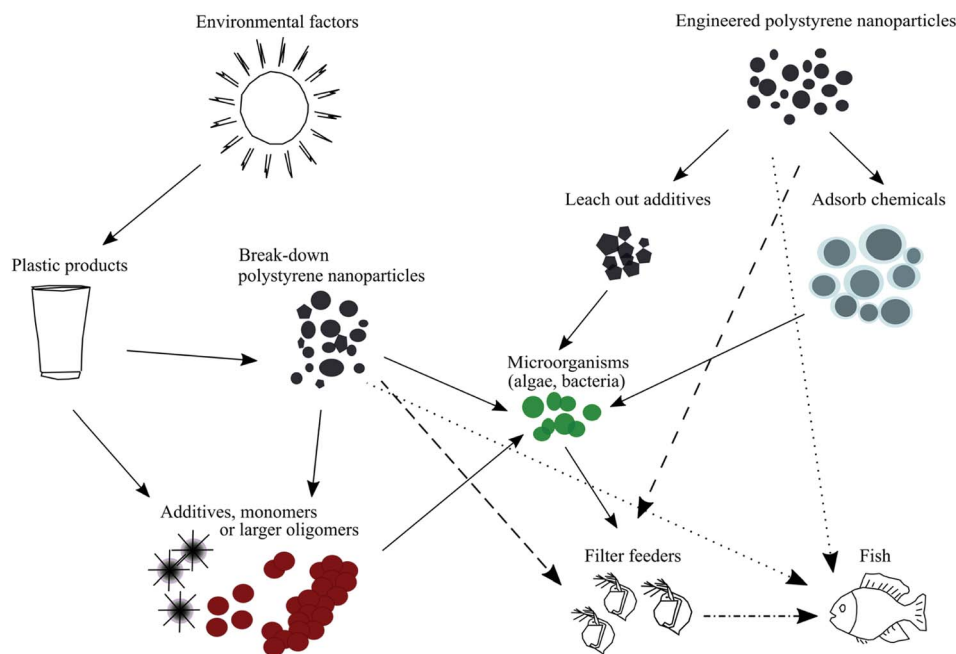 Environmental factors
Engineered polystyrene nanoparticles
Leach out additives
Adsorb chemicals
Plastic products
Break-down
polystyrene nanoparticles
Microorganisms
(algae, bacteria)
Additives, monomers
or larger oligomers
Filter feeders
Fish